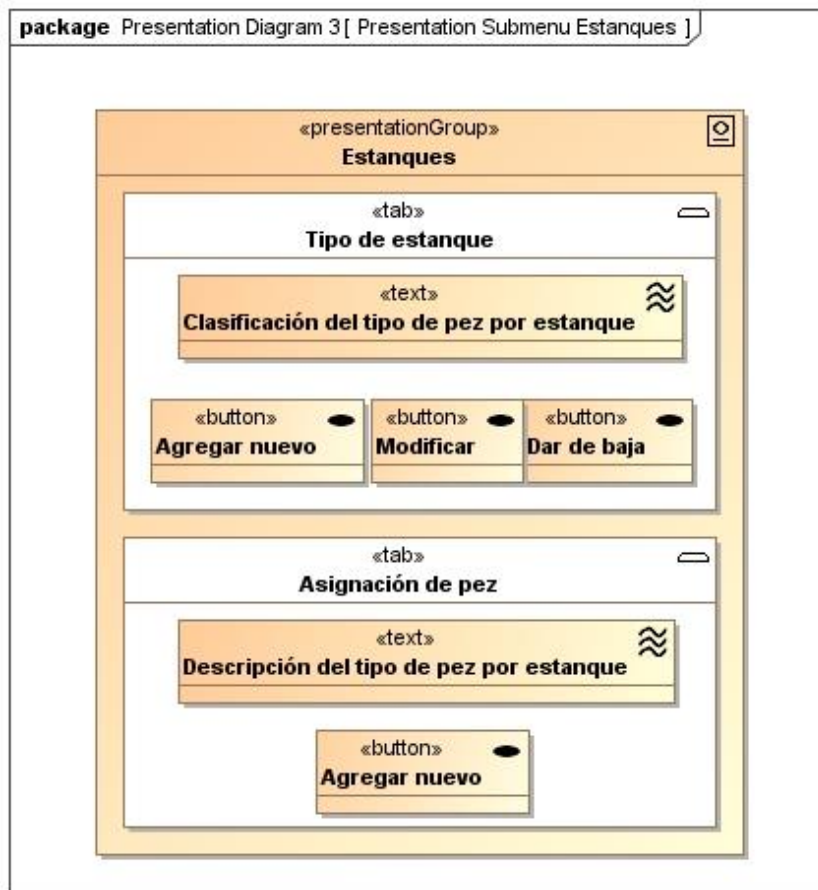 package Presentation Diagram 3[ Presentation Submenu Estanques ]
«presentationGroup»
Estanques
«tab»
Tipo de estanque
«text»
Clasificación del tipo de pez por estanque
«button» «button» «button»
Agregar nuevo Modificar Dar de baja
«tab»
Asignación de pez
«text»
Descripción del tipo de pez por estanque
«button»
Agregar nuevo